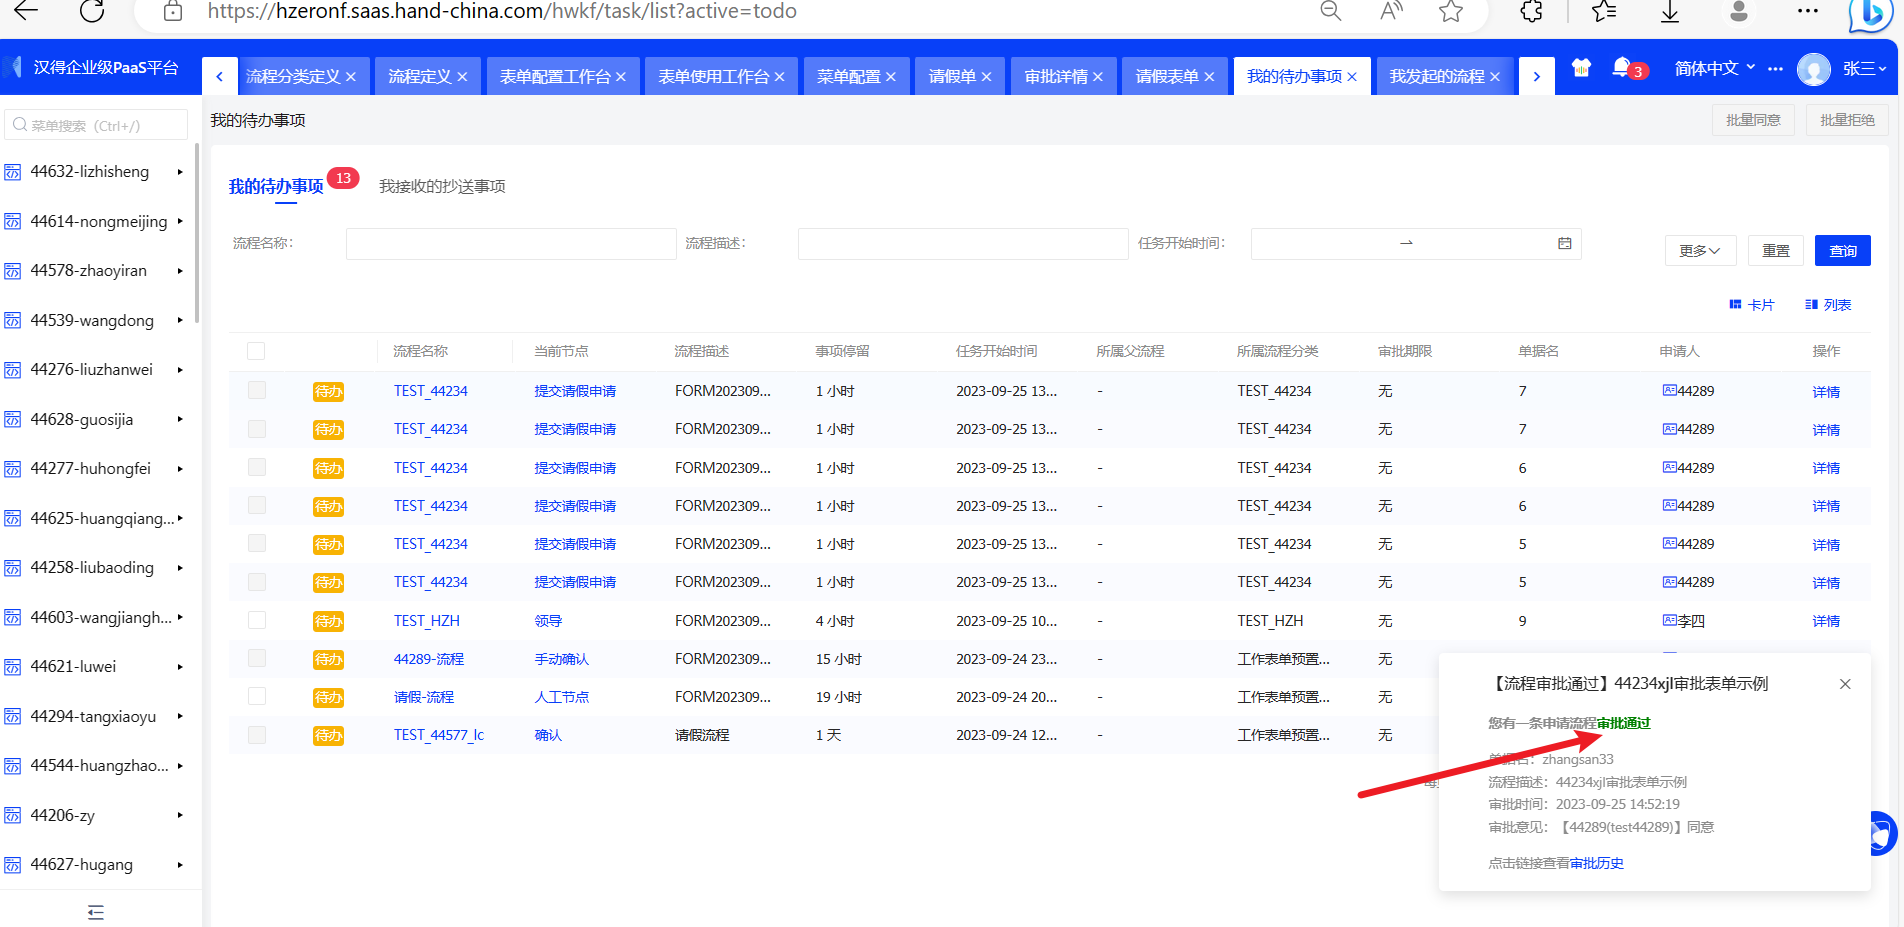 https://hzeronf.saas.hand-china.com/hwkf/task/list?active=todo
汉得企业级PaaS平台
流程分类定义 ×
流程定义 ×
表单配置工作台 ×
表单使用工作台 ×
菜单配置 ×
请假单 ×
审批详情 ×
请假表单 ×
我的待办事项 ×
我发起的流程 ×
3
简体中文
张三
菜单搜索 (Ctrl+/)
44632-lizhisheng
44614-nongmeijing
44578-zhaoyiran
44539-wangdong
44276-liuzhanwei
44628-guosijia
44277-huhongfei
44625-huangqiang...
44258-liubaoding
44603-wangjiangh...
44621-luwei
44294-tangxiaoyu
44544-huangzhao...
44206-zy
44627-hugang
我的待办事项
批量同意
批量拒绝
我的待办事项 13
我接收的抄送事项
流程名称:
流程描述:
任务开始时间:
更多
重置
查询
卡片
列表
流程名称 当前节点 流程描述 事项停留 任务开始时间 所属父流程 所属流程分类 审批期限 单据名 申请人 操作
待办 TEST_44234 提交请假申请 FORM202309... 1 小时 2023-09-25 13... - TEST_44234 无 7 44289 详情
待办 TEST_44234 提交请假申请 FORM202309... 1 小时 2023-09-25 13... - TEST_44234 无 7 44289 详情
待办 TEST_44234 提交请假申请 FORM202309... 1 小时 2023-09-25 13... - TEST_44234 无 6 44289 详情
待办 TEST_44234 提交请假申请 FORM202309... 1 小时 2023-09-25 13... - TEST_44234 无 6 44289 详情
待办 TEST_44234 提交请假申请 FORM202309... 1 小时 2023-09-25 13... - TEST_44234 无 5 44289 详情
待办 TEST_44234 提交请假申请 FORM202309... 1 小时 2023-09-25 13... - TEST_44234 无 5 44289 详情
待办 TEST_HZH 领导 FORM202309... 4 小时 2023-09-25 10... - TEST_HZH 无 9 李四 详情
待办 44289-流程 手动确认 FORM202309... 15 小时 2023-09-24 23... - 工作表单预置... 无
待办 请假-流程 人工节点 FORM202309... 19 小时 2023-09-24 20... - 工作表单预置... 无
待办 TEST_44577_lc 确认 请假流程 1 天 2023-09-24 12... - 工作表单预置... 无
【流程审批通过】44234xjl审批表单示例
您有一条申请流程审批通过
单据名: zhangsan33
流程描述: 44234xjl审批表单示例
审批时间: 2023-09-25 14:52:19
审批意见: 【44289(test44289)】同意
点击链接查看审批历史